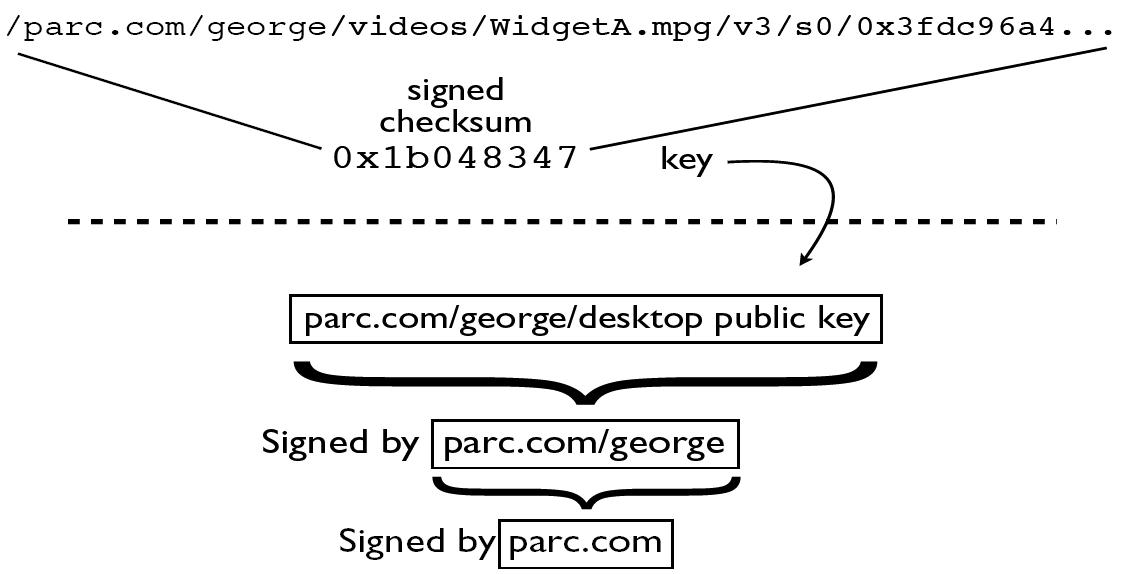 /parc.com/george/videos/WidgetA.mpg/v3/s0/0x3fdc96a4...
signed
checksum
0x1b048347
key
parc.com/george/desktop public key
Signed by parc.com/george
Signed by parc.com